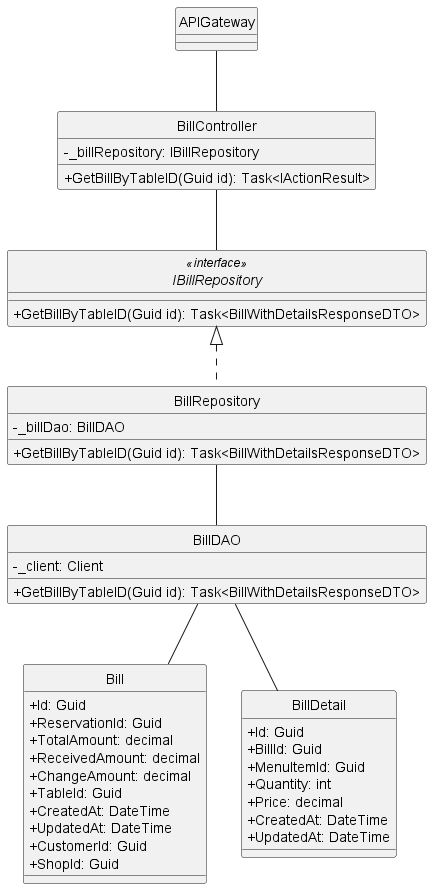 APIGateway
BillController
-_billRepository: IBillRepository
+GetBillByTableID(Guid id): Task<IActionResult>
«interface»
IBillRepository
+GetBillByTableID(Guid id): Task<BillWithDetailsResponseDTO>
BillRepository
-_billDao: BillDAO
+GetBillByTableID(Guid id): Task<BillWithDetailsResponseDTO>
BillDAO
-_client: Client
+GetBillByTableID(Guid id): Task<BillWithDetailsResponseDTO>
Bill
+Id: Guid
+ReservationId: Guid
+TotalAmount: decimal
+ReceivedAmount: decimal
+ChangeAmount: decimal
+TableId: Guid
+CreatedAt: DateTime
+UpdatedAt: DateTime
+CustomerId: Guid
+ShopId: Guid
BillDetail
+Id: Guid
+BillId: Guid
+MenuItemId: Guid
+Quantity: int
+Price: decimal
+CreatedAt: DateTime
+UpdatedAt: DateTime